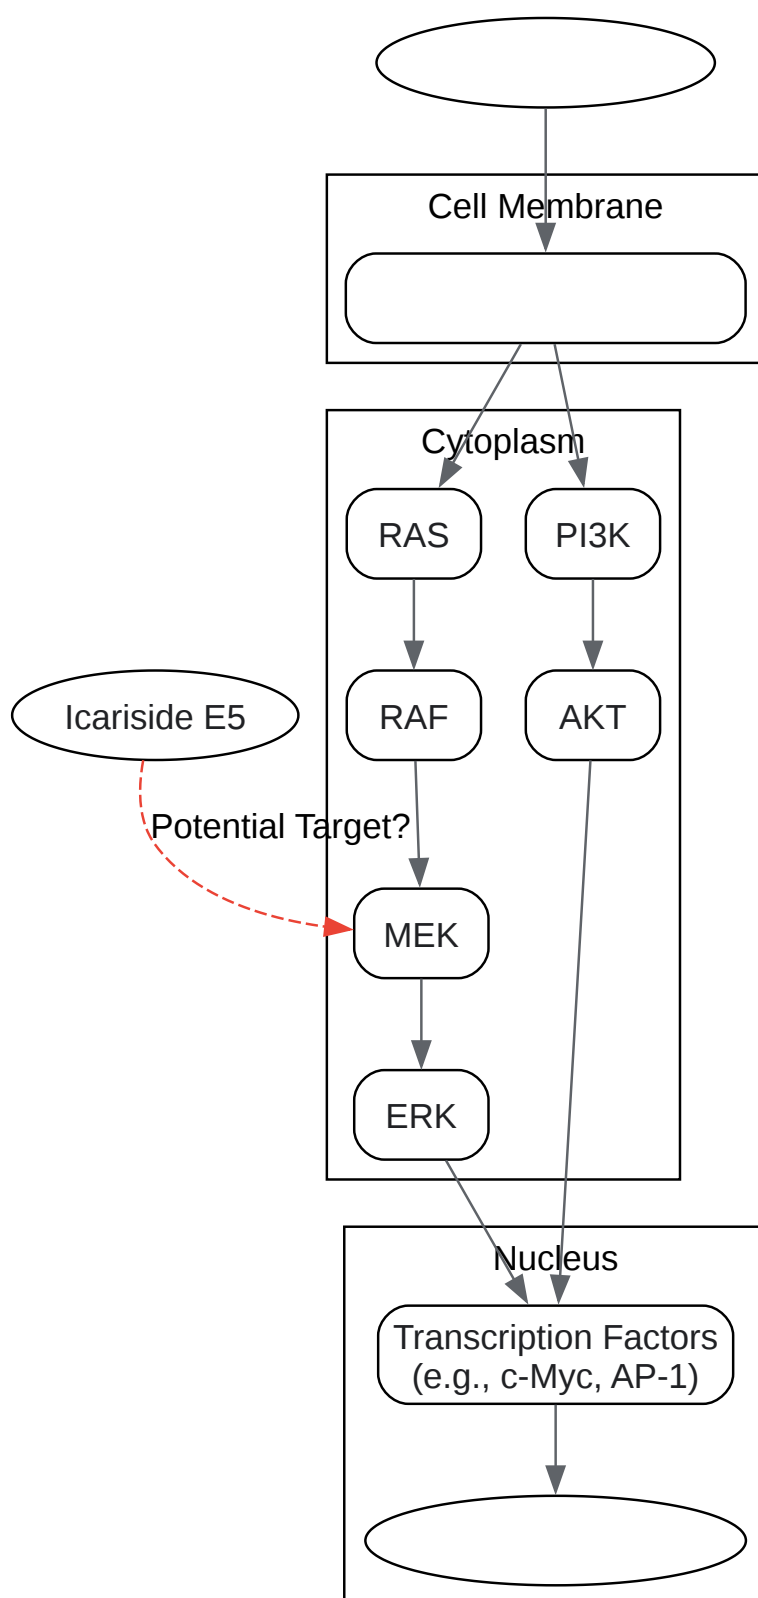 Cell Membrane
Cytoplasm
RAS
PI3K
Icariside E5
RAF
AKT
Potential Target?
MEK
ERK
Nucleus
Transcription Factors
(e.g., c-Myc, AP-1)